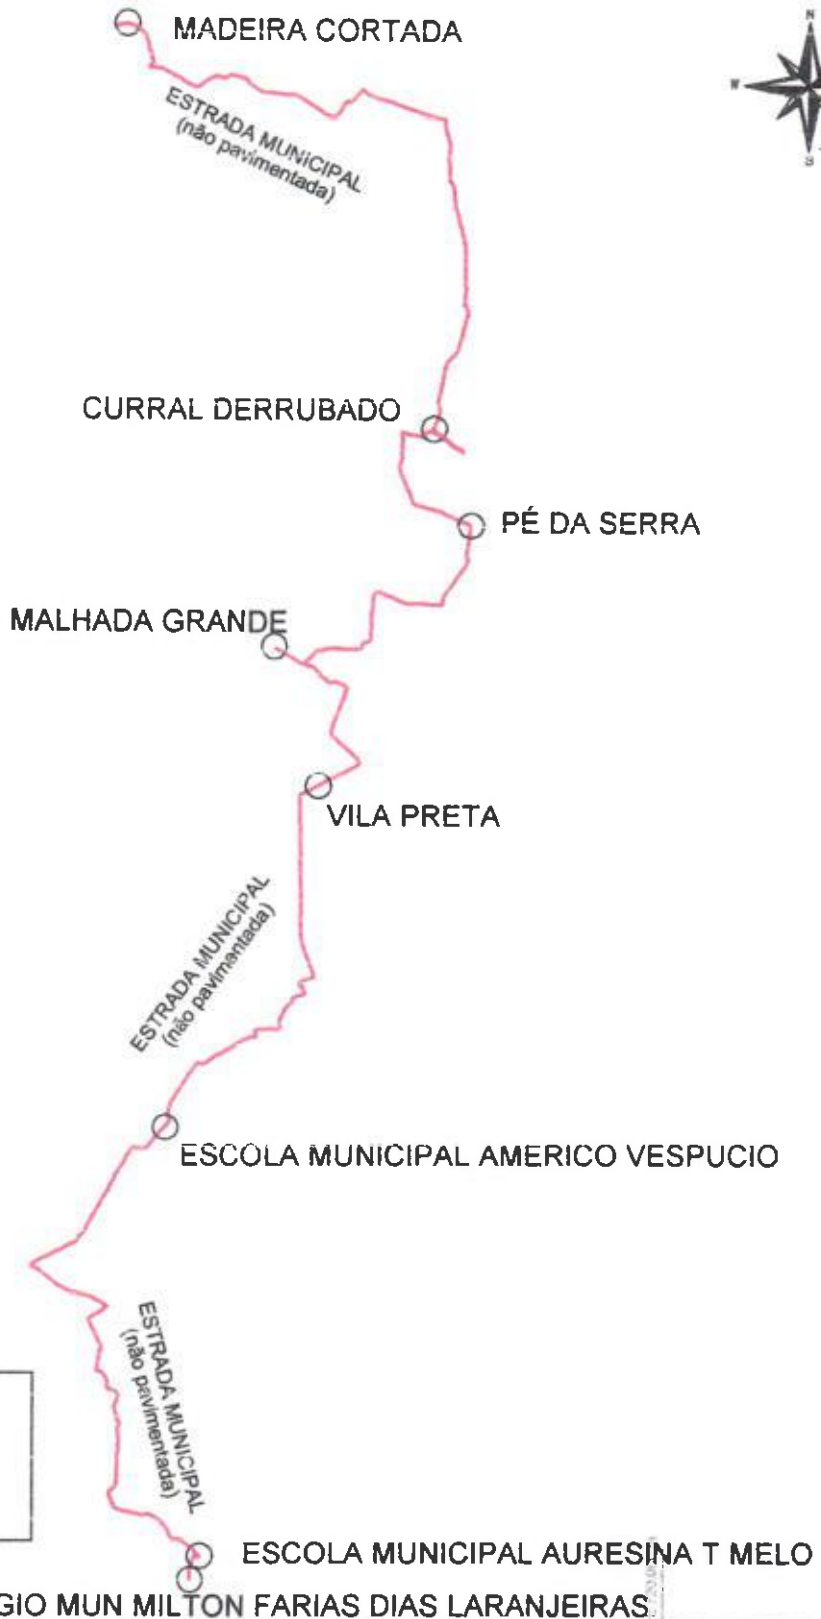 MADEIRA CORTADA
N
W
S
ESTRADA MUNICIPAL
(não pavimentada)
CURRAL DERRUBADO
PÉ DA SERRA
MALHADA GRANDE
VILA PRETA
ESTRADA MUNICIPAL
(não pavimentada)
ESCOLA MUNICIPAL AMERICO VESPUCIO
ESTRADA MUNICIPAL
(não pavimentada)
ESCOLA MUNICIPAL AURESINA T MELO
GIO MUN MILTON FARIAS DIAS LARANJEIRAS